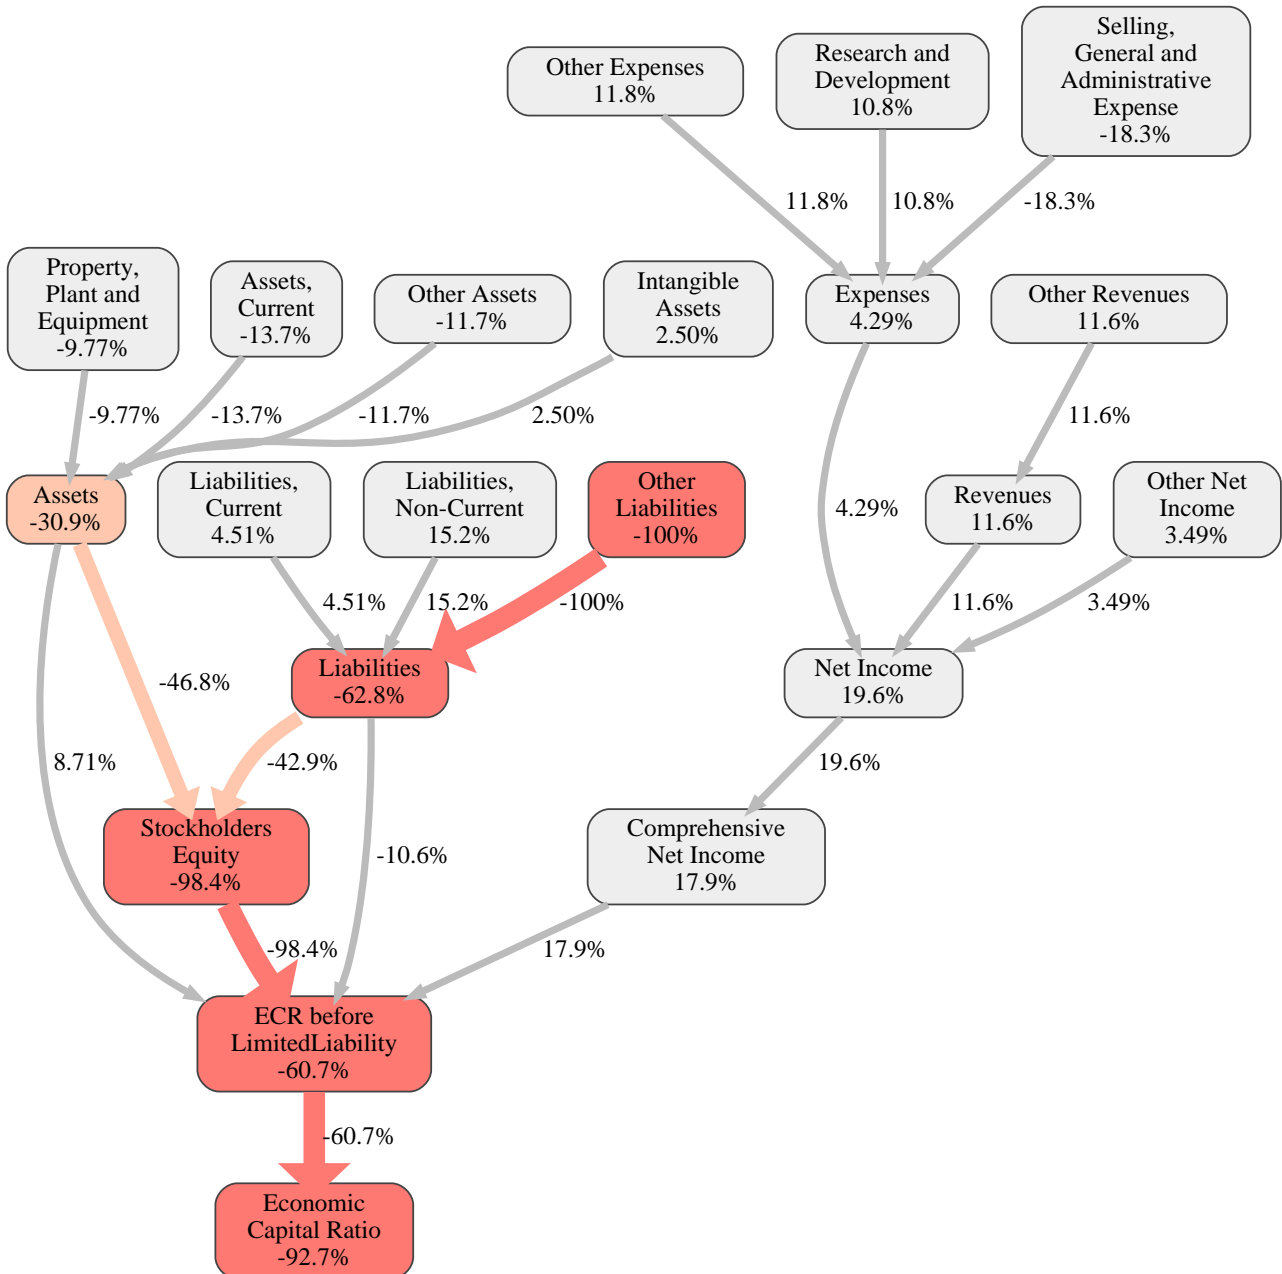 Selling,
General and
Administrative
Expense
-18.3%
Research and
Development
10.8%
Other Expenses
11.8%
11.8%
10.8%
-18.3%
Property,
Plant and
Equipment
-9.77%
Assets,
Current
-13.7%
Other Assets
-11.7%
Intangible
Assets
2.50%
Expenses
4.29%
Other Revenues
11.6%
-9.77%
-13.7%
-11.7%
2.50%
11.6%
Assets
-30.9%
Liabilities,
Current
4.51%
Liabilities,
Non-Current
15.2%
Other
Liabilities
-100%
4.29%
Revenues
11.6%
Other Net
Income
3.49%
4.51%
15.2%
-100%
11.6%
3.49%
-46.8%
Liabilities
-62.8%
Net Income
19.6%
8.71%
-42.9%
19.6%
Stockholders
Equity
-98.4%
-10.6%
Comprehensive
Net Income
17.9%
-98.4%
17.9%
ECR before
LimitedLiability
-60.7%
-60.7%
Economic
Capital Ratio
-92.7%